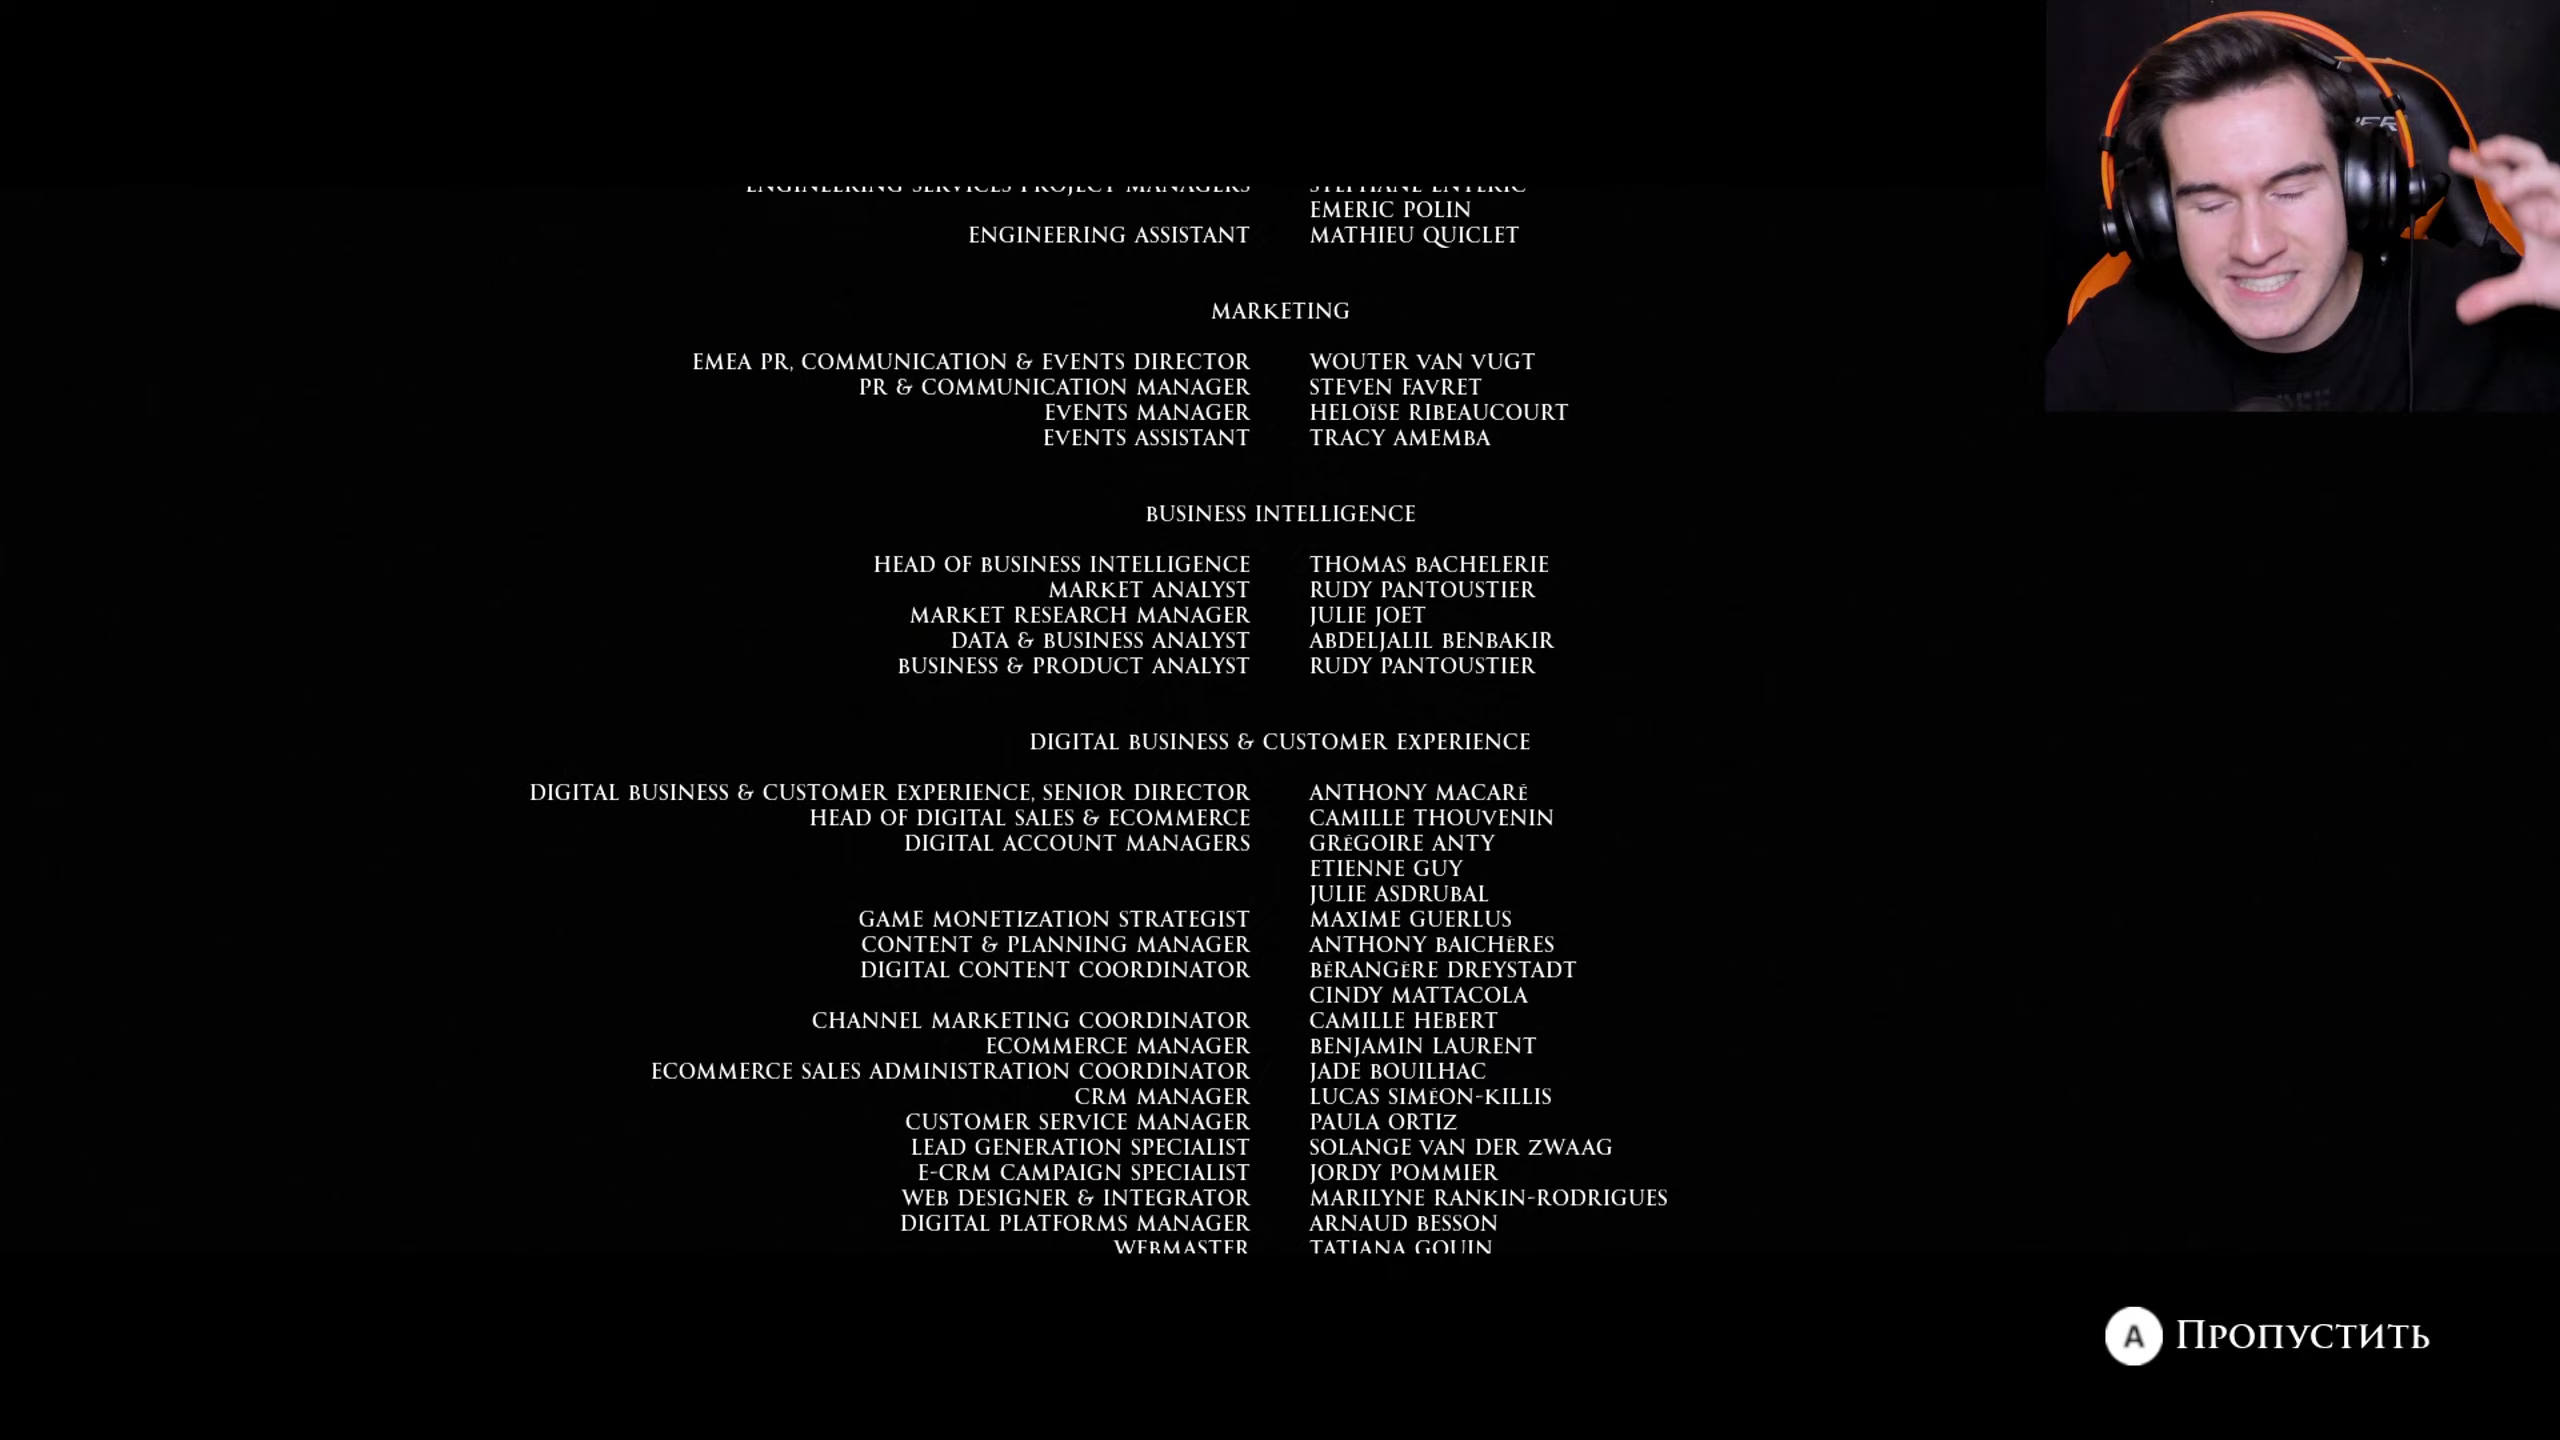 ENGINEERING SERVICES PROJECT MANAGERS
EMERIC POLIN
ENGINEERING ASSISTANT MATHIEU QUICLET
MARKETING
EMEA PR, COMMUNICATION & EVENTS DIRECTOR WOUTER VAN VUGT
PR & COMMUNICATION MANAGER STEVEN FAVRET
EVENTS MANAGER HELOÏSE RIBEAUCOURT
EVENTS ASSISTANT TRACY AMEMBA
BUSINESS INTELLIGENCE
HEAD OF BUSINESS INTELLIGENCE THOMAS BACHELERIE
MARKET ANALYST RUDY PANTOUSTIER
MARKET RESEARCH MANAGER JULIE JOET
DATA & BUSINESS ANALYST ABDELJALIL BENBAKIR
BUSINESS & PRODUCT ANALYST RUDY PANTOUSTIER
DIGITAL BUSINESS & CUSTOMER EXPERIENCE
DIGITAL BUSINESS & CUSTOMER EXPERIENCE, SENIOR DIRECTOR ANTHONY MACARÉ
HEAD OF DIGITAL SALES & ECOMMERCE CAMILLE THOUVENIN
DIGITAL ACCOUNT MANAGERS GRÉGOIRE ANTY
ETIENNE GUY
JULIE ASDRUBAL
GAME MONETIZATION STRATEGIST MAXIME GUERLUS
CONTENT & PLANNING MANAGER ANTHONY BAICHÈRES
DIGITAL CONTENT COORDINATOR BÉRANGÈRE DREYSTADT
CINDY MATTACOLA
CHANNEL MARKETING COORDINATOR CAMILLE HEBERT
ECOMMERCE MANAGER BENJAMIN LAURENT
ECOMMERCE SALES ADMINISTRATION COORDINATOR JADE BOUILHAC
CRM MANAGER LUCAS SIMÉON-KILLIS
CUSTOMER SERVICE MANAGER PAULA ORTIZ
LEAD GENERATION SPECIALIST SOLANGE VAN DER ZWAAG
E-CRM CAMPAIGN SPECIALIST JORDY POMMIER
WEB DESIGNER & INTEGRATOR MARILYNE RANKIN-RODRIGUES
DIGITAL PLATFORMS MANAGER ARNAUD BESSON
WEBMASTER TATIANA GOUIN
A ПРОПУСТИТЬ